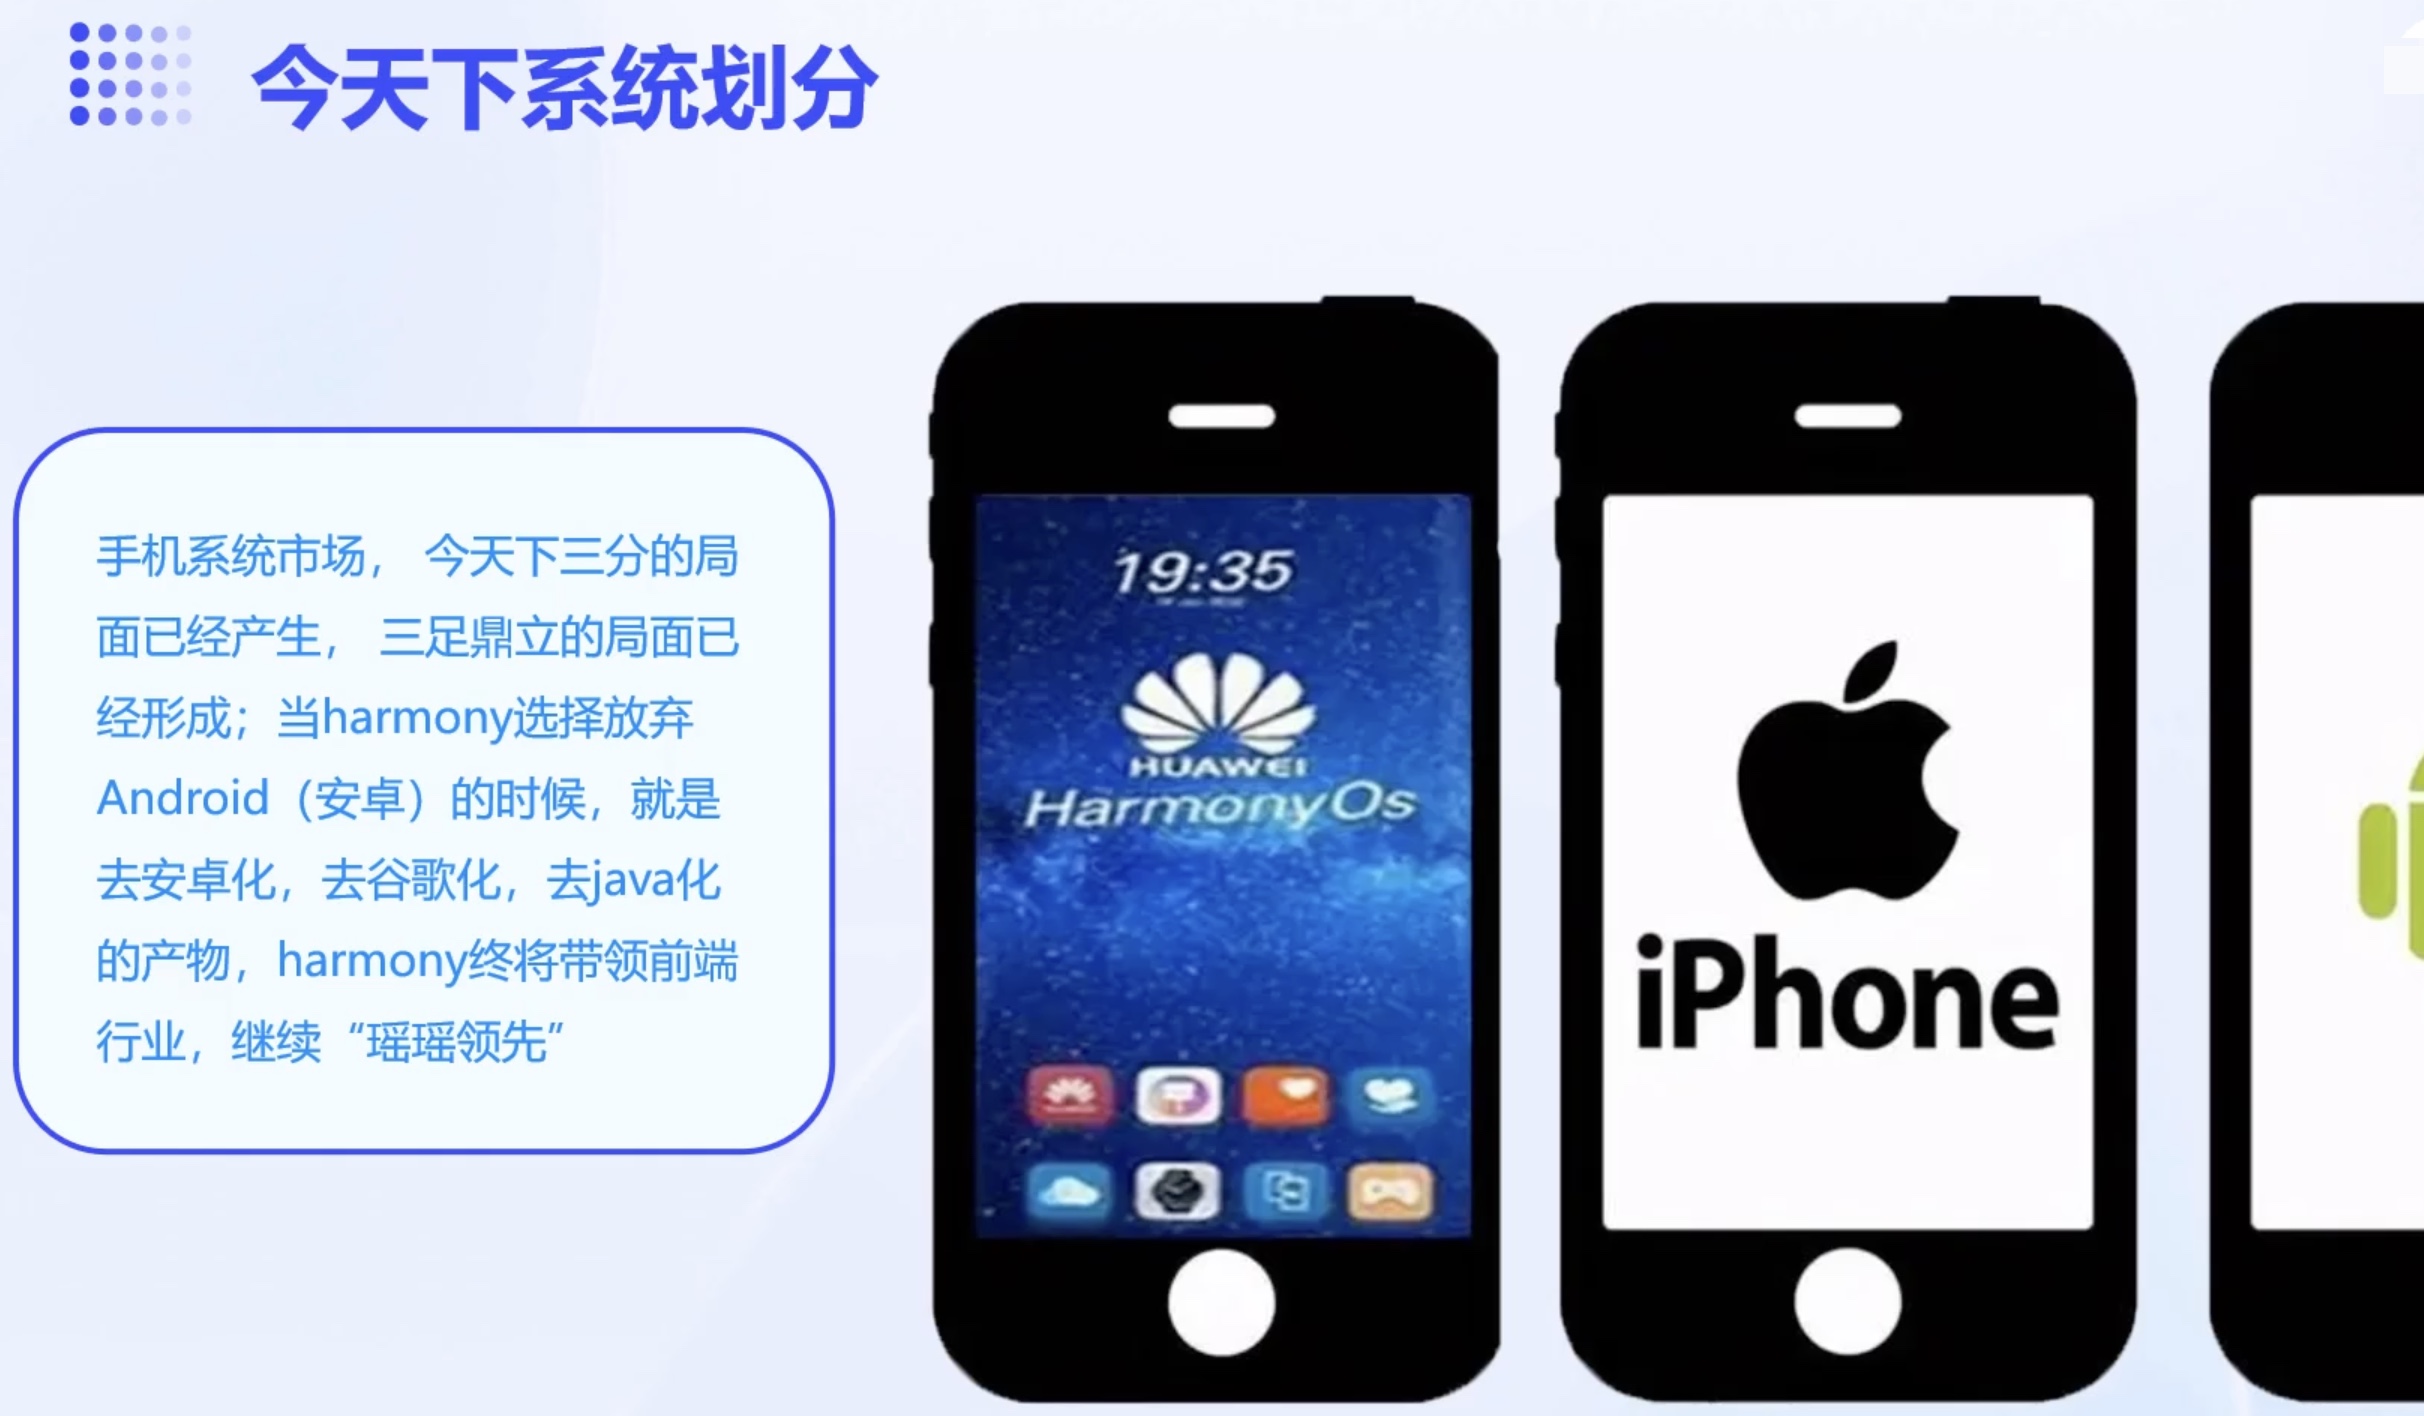 今天下系统划分
手机系统市场， 今天下三分的局
面已经产生， 三足鼎立的局面已
经形成；当harmony选择放弃
Android（安卓）的时候，就是
去安卓化，去谷歌化，去java化
的产物，harmony终将带领前端
行业，继续“瑶瑶领先”
19:35
HUAWEI
HarmonyOs
iPhone